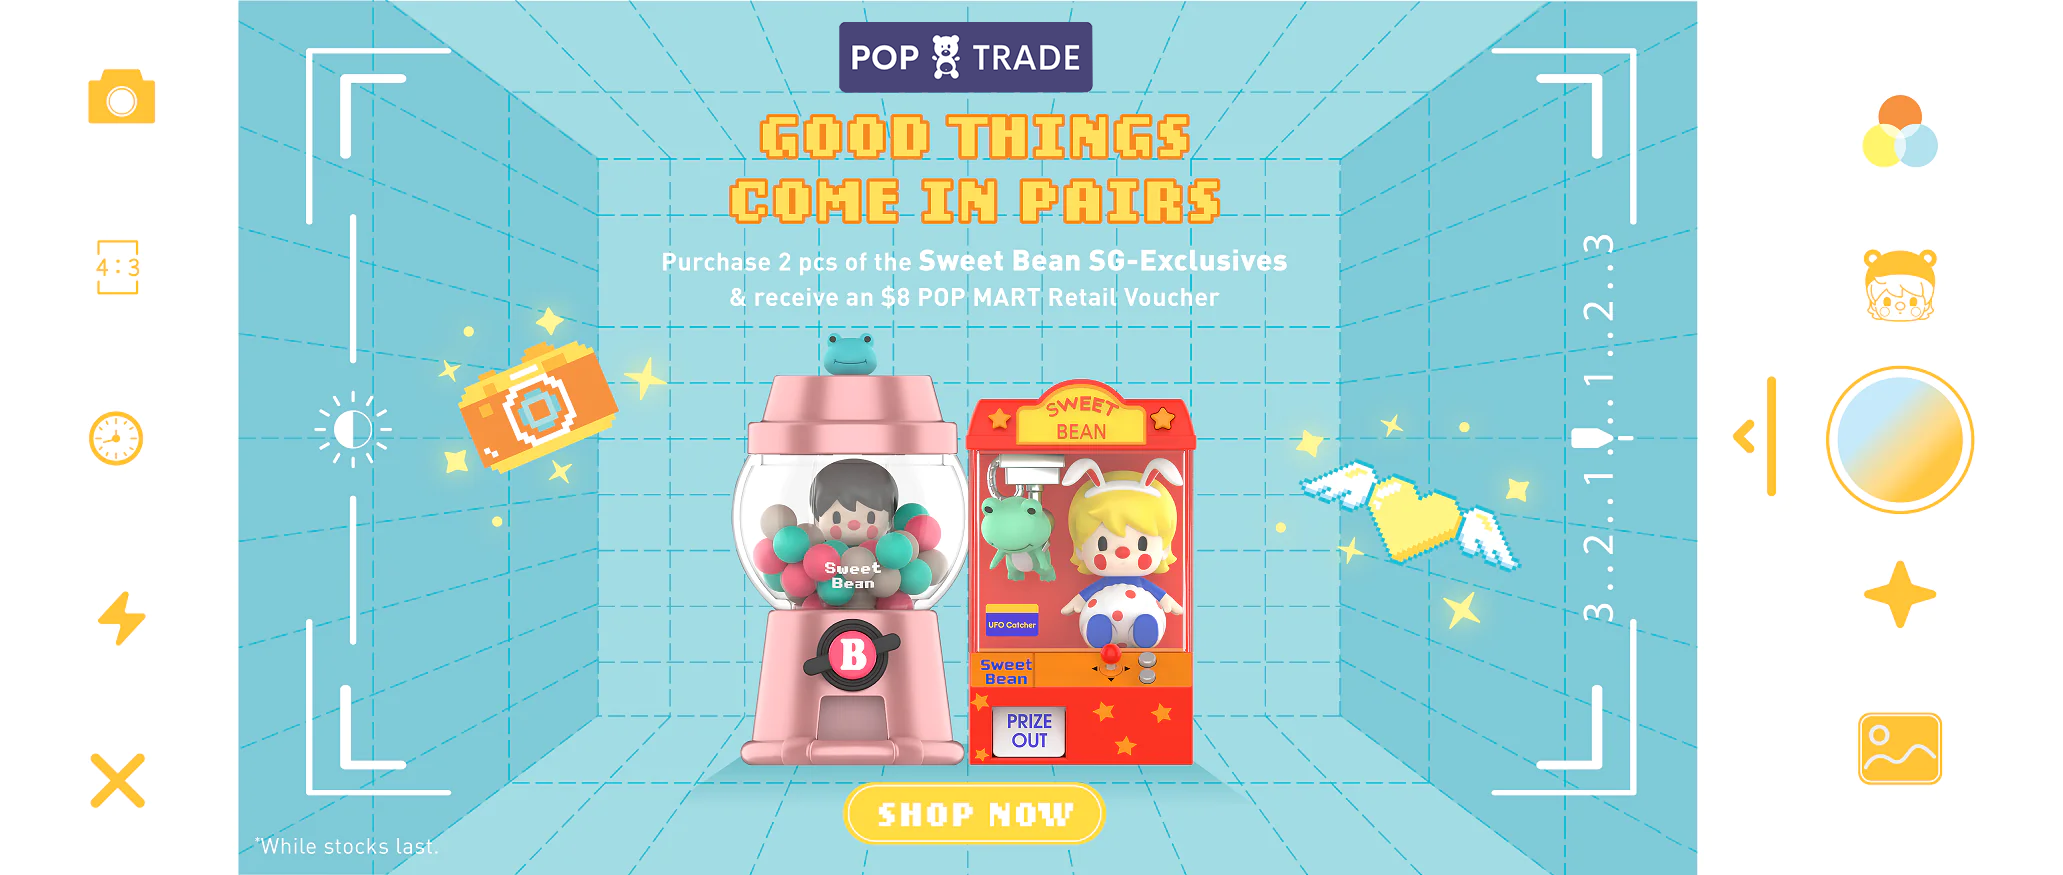 POP TRADE
GOOD THINGS
COME IN PAIRS
Purchase 2 pcs of the Sweet Bean SG-Exclusives
& receive an $8 POP MART Retail Voucher
4:3
SWEET
BEAN
Sweet
Bean
UFO Catcher
B
Sweet
Bean
PRIZE
OUT
3..2..1..1..2..3
SHOP NOW
*While stocks last.